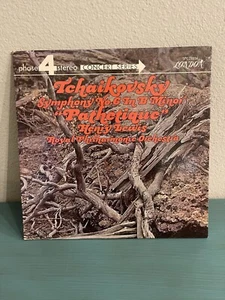 phase 4 stereo CONCERT SERIES
LONDON
Tchaikovsky
Symphony No. 6 in B Minor
"Pathetique"
Henry Lewis
Royal Philharmonic Orchestra